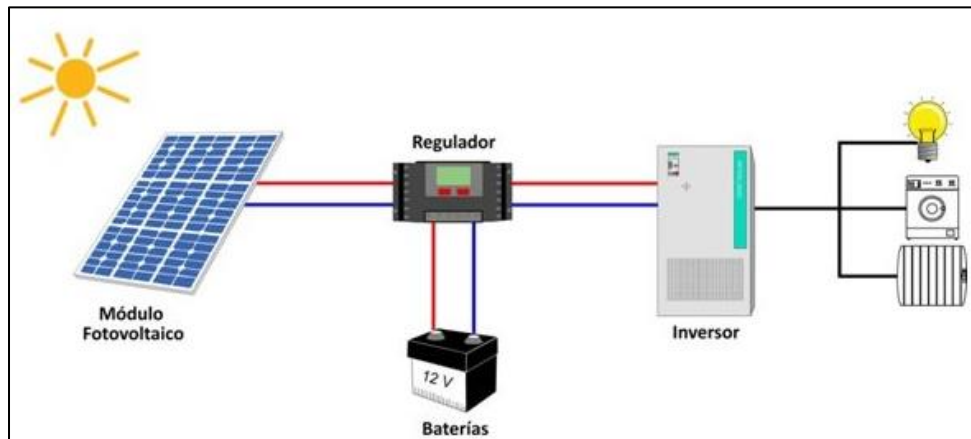 Regulador
Módulo
Fotovoltaico
Inversor
12 V
Baterías